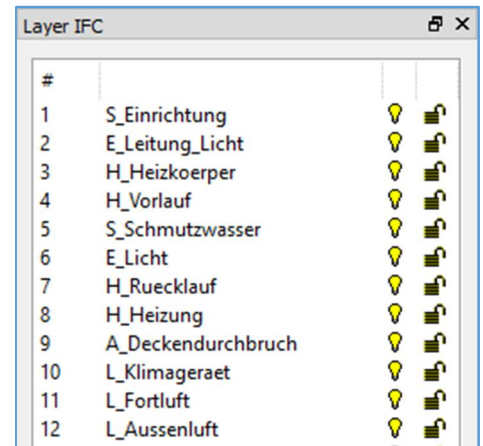 Layer IFC
#
1 S_Einrichtung
2 E_Leitung_Licht
3 H_Heizkoerper
4 H_Vorlauf
5 S_Schmutzwasser
6 E_Licht
7 H_Ruecklauf
8 H_Heizung
9 A_Deckendurchbruch
10 L_Klimageraet
11 L_Fortluft
12 L_Aussenluft